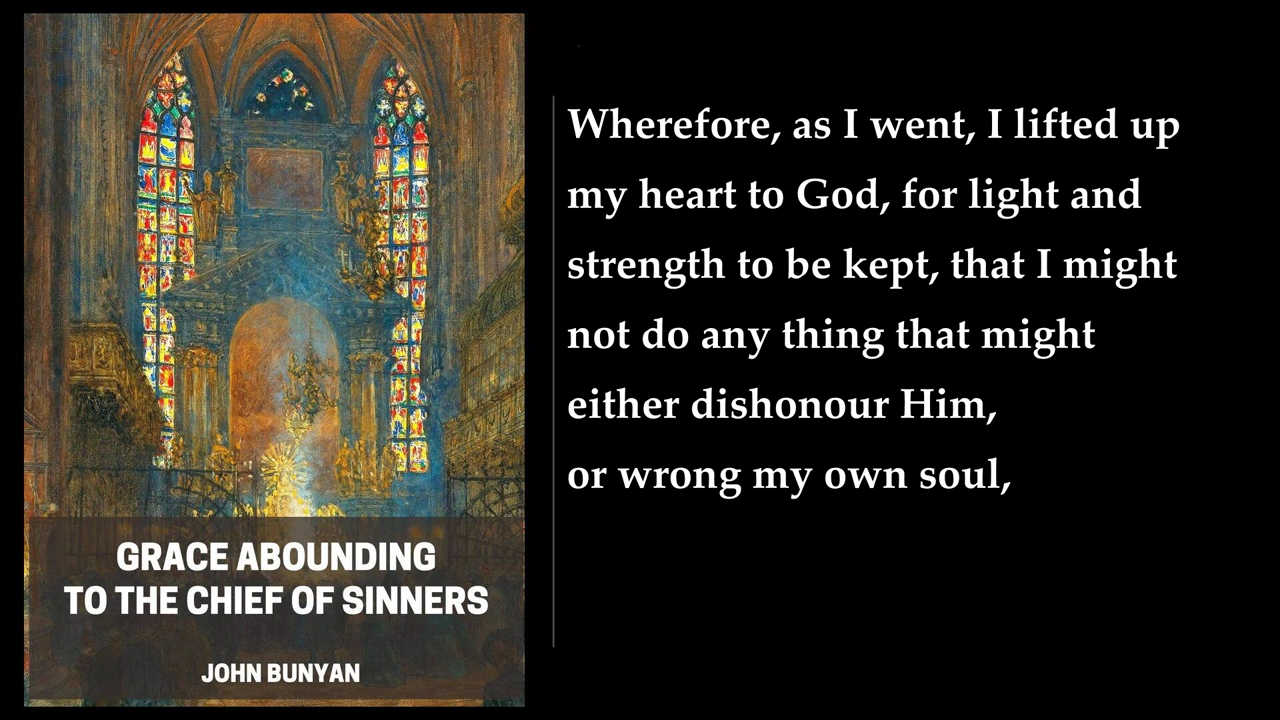 GRACE ABOUNDING
TO THE CHIEF OF SINNERS
JOHN BUNYAN
Wherefore, as I went, I lifted up
my heart to God, for light and
strength to be kept, that I might
not do any thing that might
either dishonour Him,
or wrong my own soul,